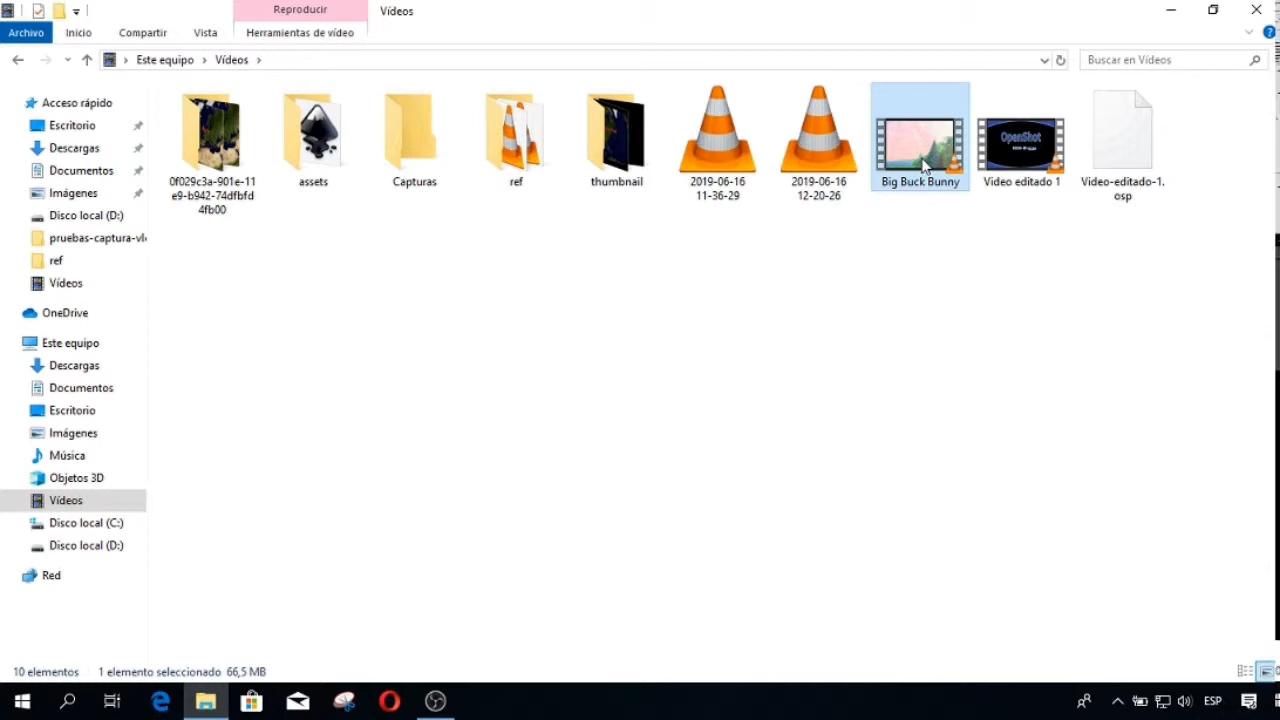 Reproducir
Vídeos
Archivo
Inicio
Compartir
Vista
Herramientas de vídeo
Este equipo
Vídeos
Buscar en Vídeos
Acceso rápido
Escritorio
Descargas
Documentos
Imágenes
Disco local (D:)
pruebas-captura-vl
ref
Vídeos
OneDrive
Este equipo
Descargas
Documentos
Escritorio
Imágenes
Música
Objetos 3D
Vídeos
Disco local (C:)
Disco local (D:)
Red
0f029c3a-901e-11
e9-b942-74dfbfd
4fb00
assets
Capturas
ref
thumbnail
2019-06-16
11-36-29
2019-06-16
12-20-26
Big Buck Bunny
OpenShot
Video editado 1
Video-editado-1.
osp
10 elementos
1 elemento seleccionado 66,5 MB
ESP